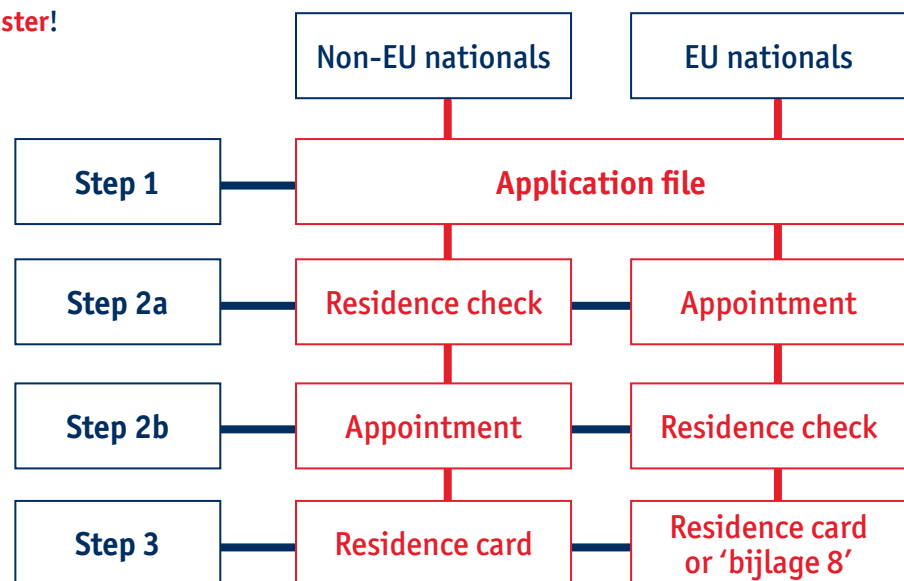 ster!
Non-EU nationals
EU nationals
Step 1
Application file
Step 2a
Residence check
Appointment
Step 2b
Appointment
Residence check
Step 3
Residence card
Residence card
or ‘bijlage 8’